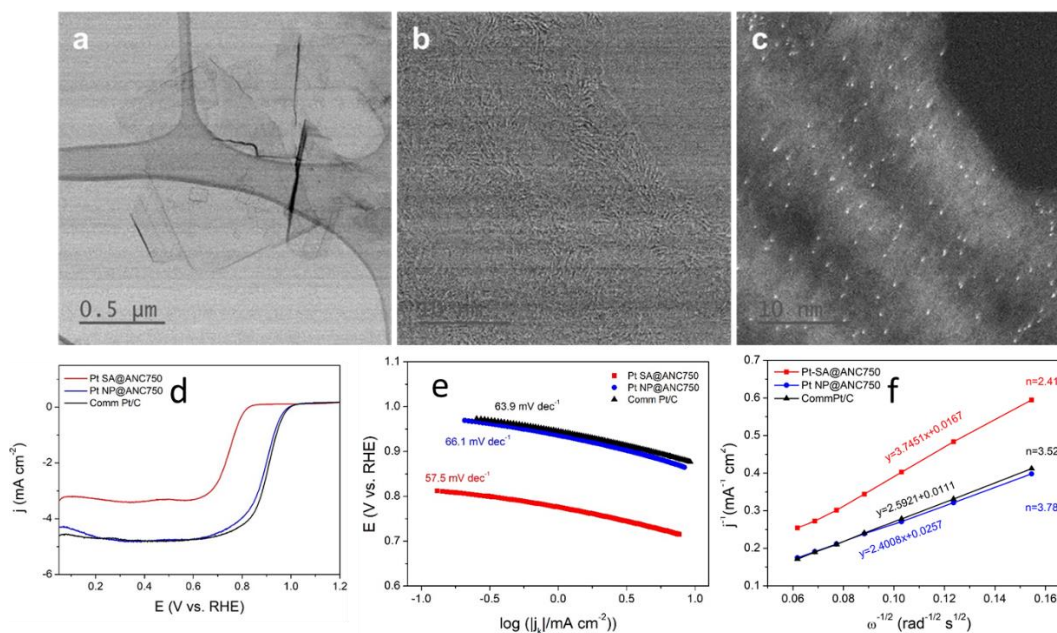 a
b
c
0.5 μm
10 nm
Pt SA@ANC750
Pt NP@ANC750
Comm Pt/C
d
0
-2
-4
-6
j (mA cm⁻²)
0.2 0.4 0.6 0.8 1.0 1.2
E (V vs. RHE)
1.1
1.0
0.9
0.8
0.7
0.6
E (V vs. RHE)
e
Pt SA@ANC750
Pt NP@ANC750
Comm Pt/C
63.9 mV dec⁻¹
66.1 mV dec⁻¹
57.5 mV dec⁻¹
-1.0 -0.5 0.0 0.5 1.0
log (|jₖ|/mA cm⁻²)
0.7
0.6
0.5
0.4
0.3
0.2
0.1
j⁻¹ (mA⁻¹ cm²)
Pt-SA@ANC750
Pt NP@ANC750
CommPt/C
f
n=2.41
y=3.7451x+0.0167
n=3.52
y=2.5921+0.0111
n=3.78
y=2.4008x+0.0257
0.06 0.08 0.10 0.12 0.14 0.16
ω⁻¹/² (rad⁻¹/² s¹/²)